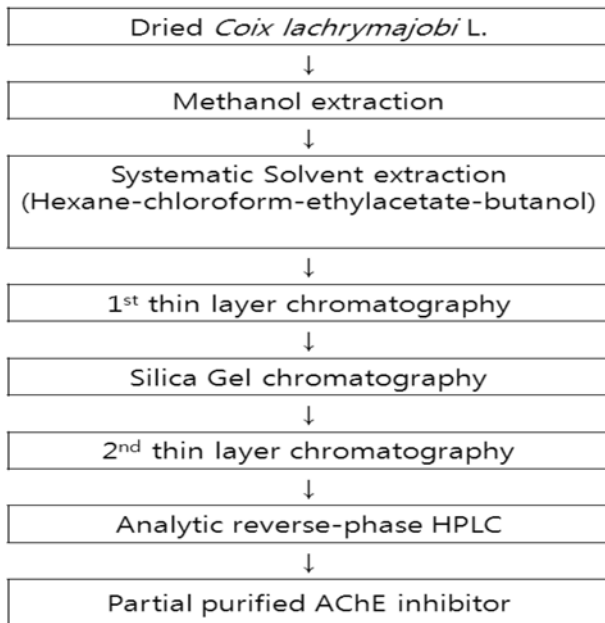 Dried Coix lachrymajobi L.
↓
Methanol extraction
↓
Systematic Solvent extraction
(Hexane-chloroform-ethylacetate-butanol)
↓
1st thin layer chromatography
↓
Silica Gel chromatography
↓
2nd thin layer chromatography
↓
Analytic reverse-phase HPLC
↓
Partial purified AChE inhibitor